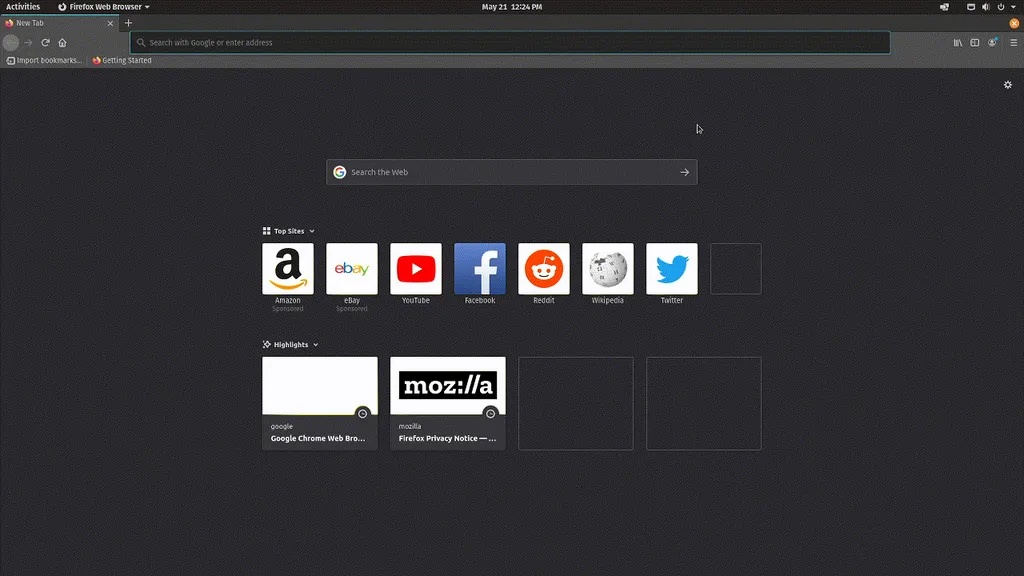 Activities Firefox Web Browser May 21 12:24 PM
New Tab
Search with Google or enter address
Import bookmarks... Getting Started
Search the Web
Top Sites
a ebay f
Amazon eBay YouTube Facebook Reddit Wikipedia Twitter
Sponsored Sponsored
Highlights
moz://a
google mozilla
Google Chrome Web Bro... Firefox Privacy Notice — ...